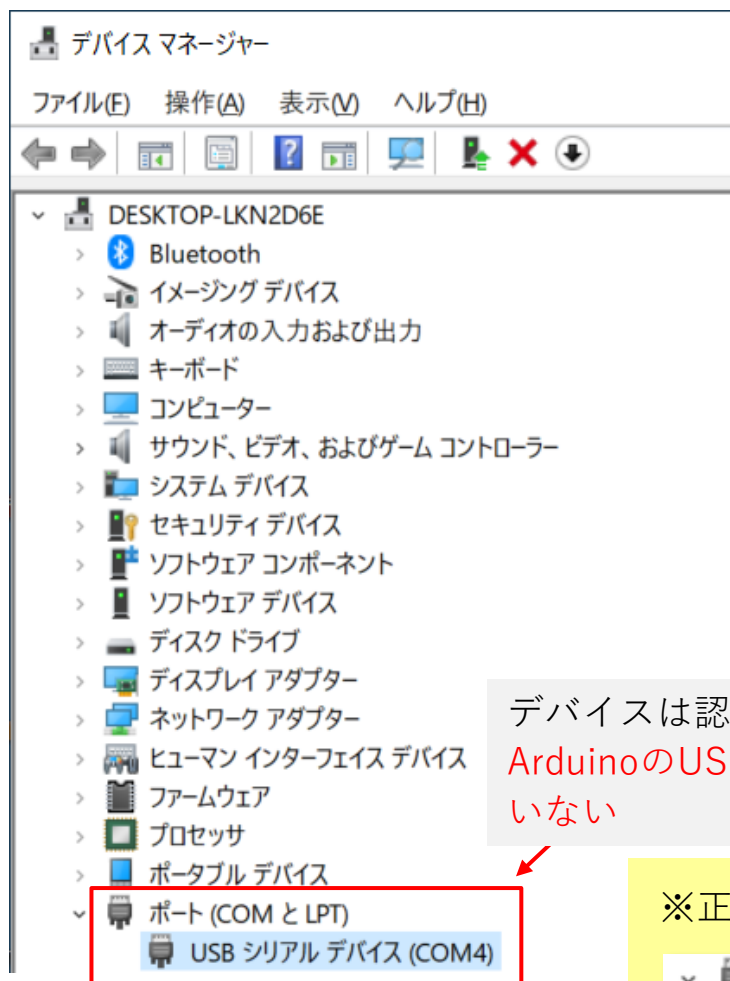 デバイス マネージャー
ファイル(F) 操作(A) 表示(V) ヘルプ(H)
DESKTOP-LKN2D6E
Bluetooth
イメージング デバイス
オーディオの入力および出力
キーボード
コンピューター
サウンド、ビデオ、およびゲーム コントローラー
システム デバイス
セキュリティ デバイス
ソフトウェア コンポーネント
ソフトウェア デバイス
ディスク ドライブ
ディスプレイ アダプター
ネットワーク アダプター
ヒューマン インターフェイス デバイス
ファームウェア
プロセッサ
ポータブル デバイス
ポート (COM と LPT)
USB シリアル デバイス (COM4)
デバイスは認
ArduinoのUS
いない
※正